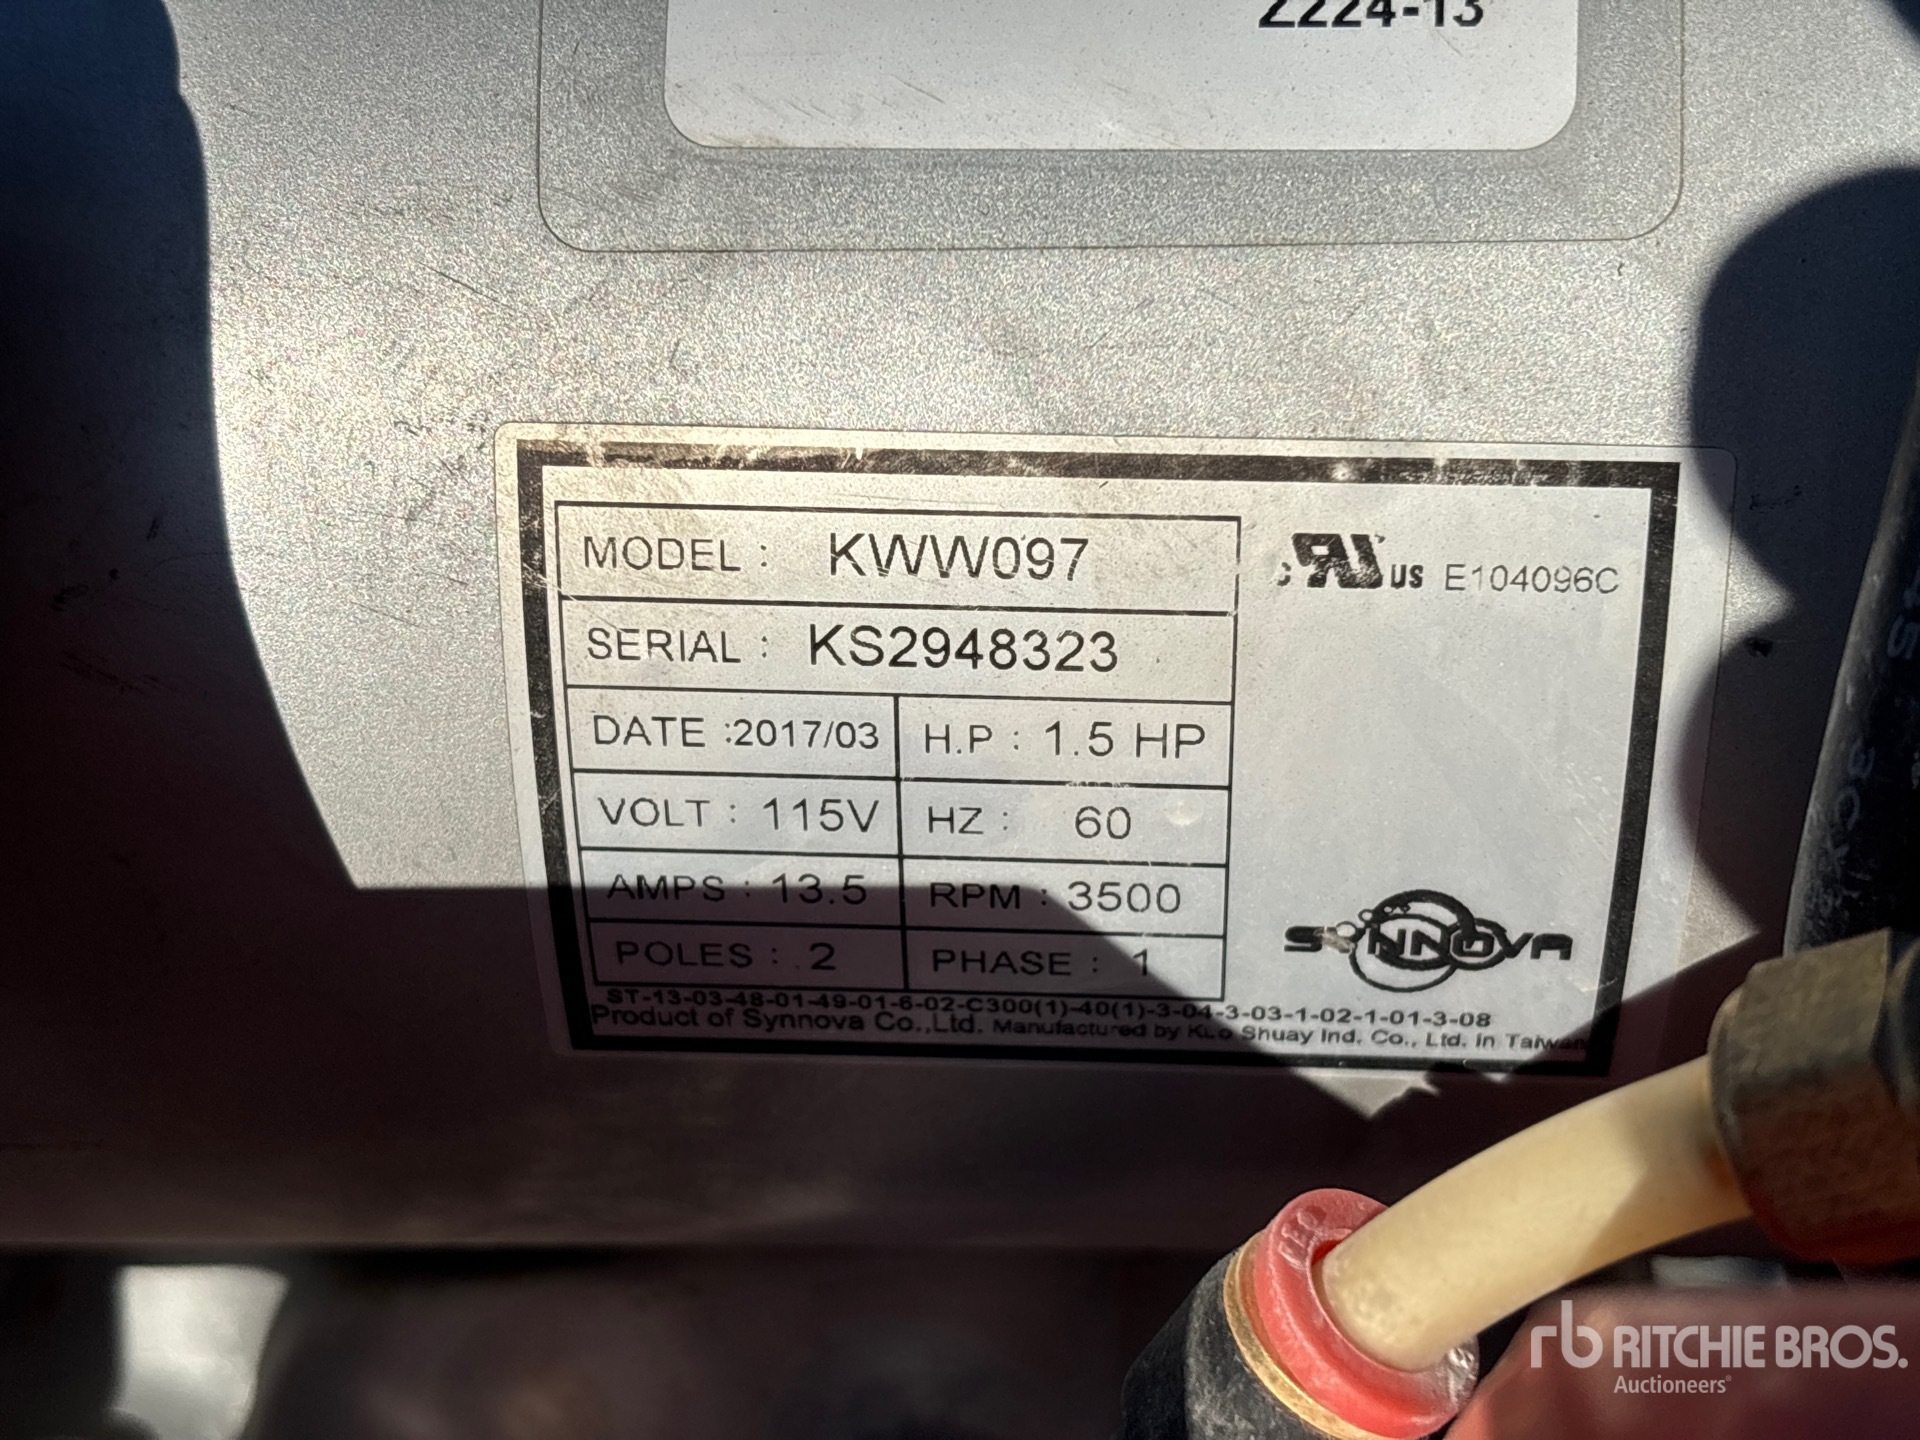 Z224-13
MODEL : KWW097
c RU US E104096C
SERIAL : KS2948323
DATE :2017/03 H.P : 1.5 HP
VOLT : 115V HZ : 60
AMPS : 13.5 RPM : 3500
POLES : 2 PHASE : 1
SYNNOVA
ST-13-03-48-01-49-01-6-02-C300(1)-40(1)-3-04-3-03-1-02-1-01-3-08
Product of Synnova Co.,Ltd. Manufactured by Kuo Shuay Ind. Co., Ltd. in Taiwan
rb RITCHIE BROS.
Auctioneers